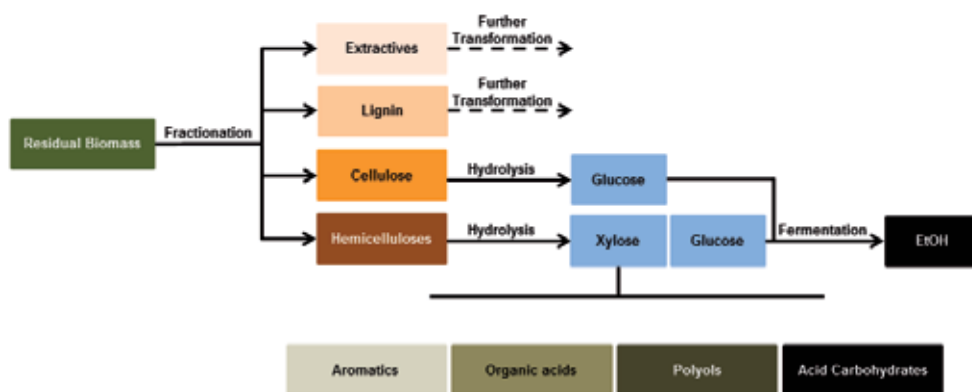 Further
Transformation
Extractives
Further
Transformation
Lignin
Residual Biomass
Fractionation
Cellulose
Hydrolysis
Glucose
Hemicelluloses
Hydrolysis
Xylose
Glucose
Fermentation
EtOH
Aromatics
Organic acids
Polyols
Acid Carbohydrates